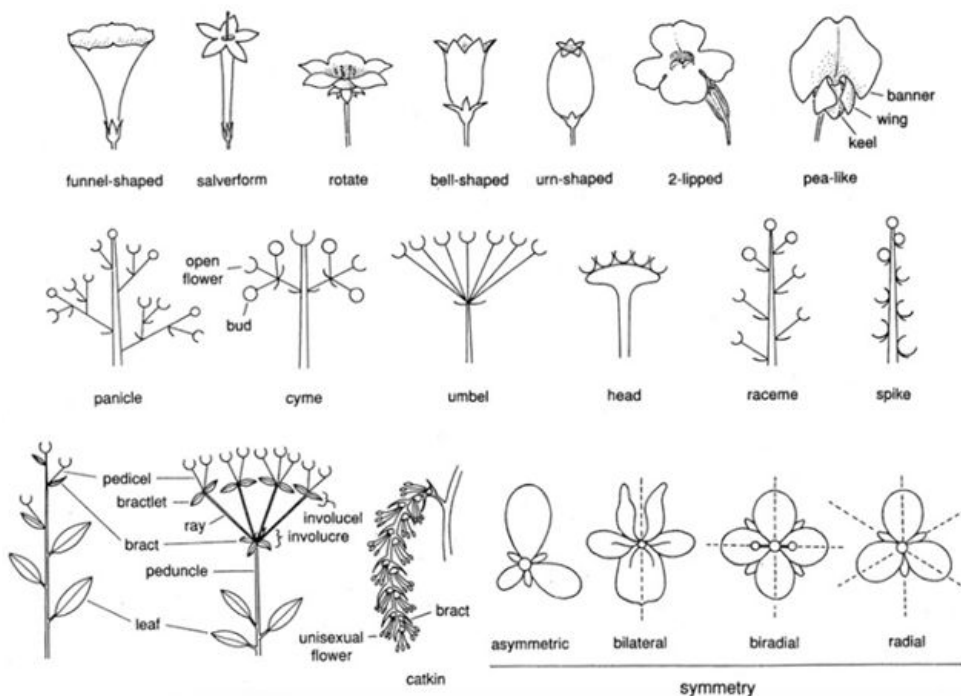 banner
wing
keel
funnel-shaped salverform rotate bell-shaped urn-shaped 2-lipped pea-like
open
flower
bud
panicle cyme umbel head raceme spike
pedicel
bractlet
ray
involucel
involucre
bract
peduncle
leaf
bract
unisexual
flower
catkin
asymmetric bilateral biradial radial
symmetry